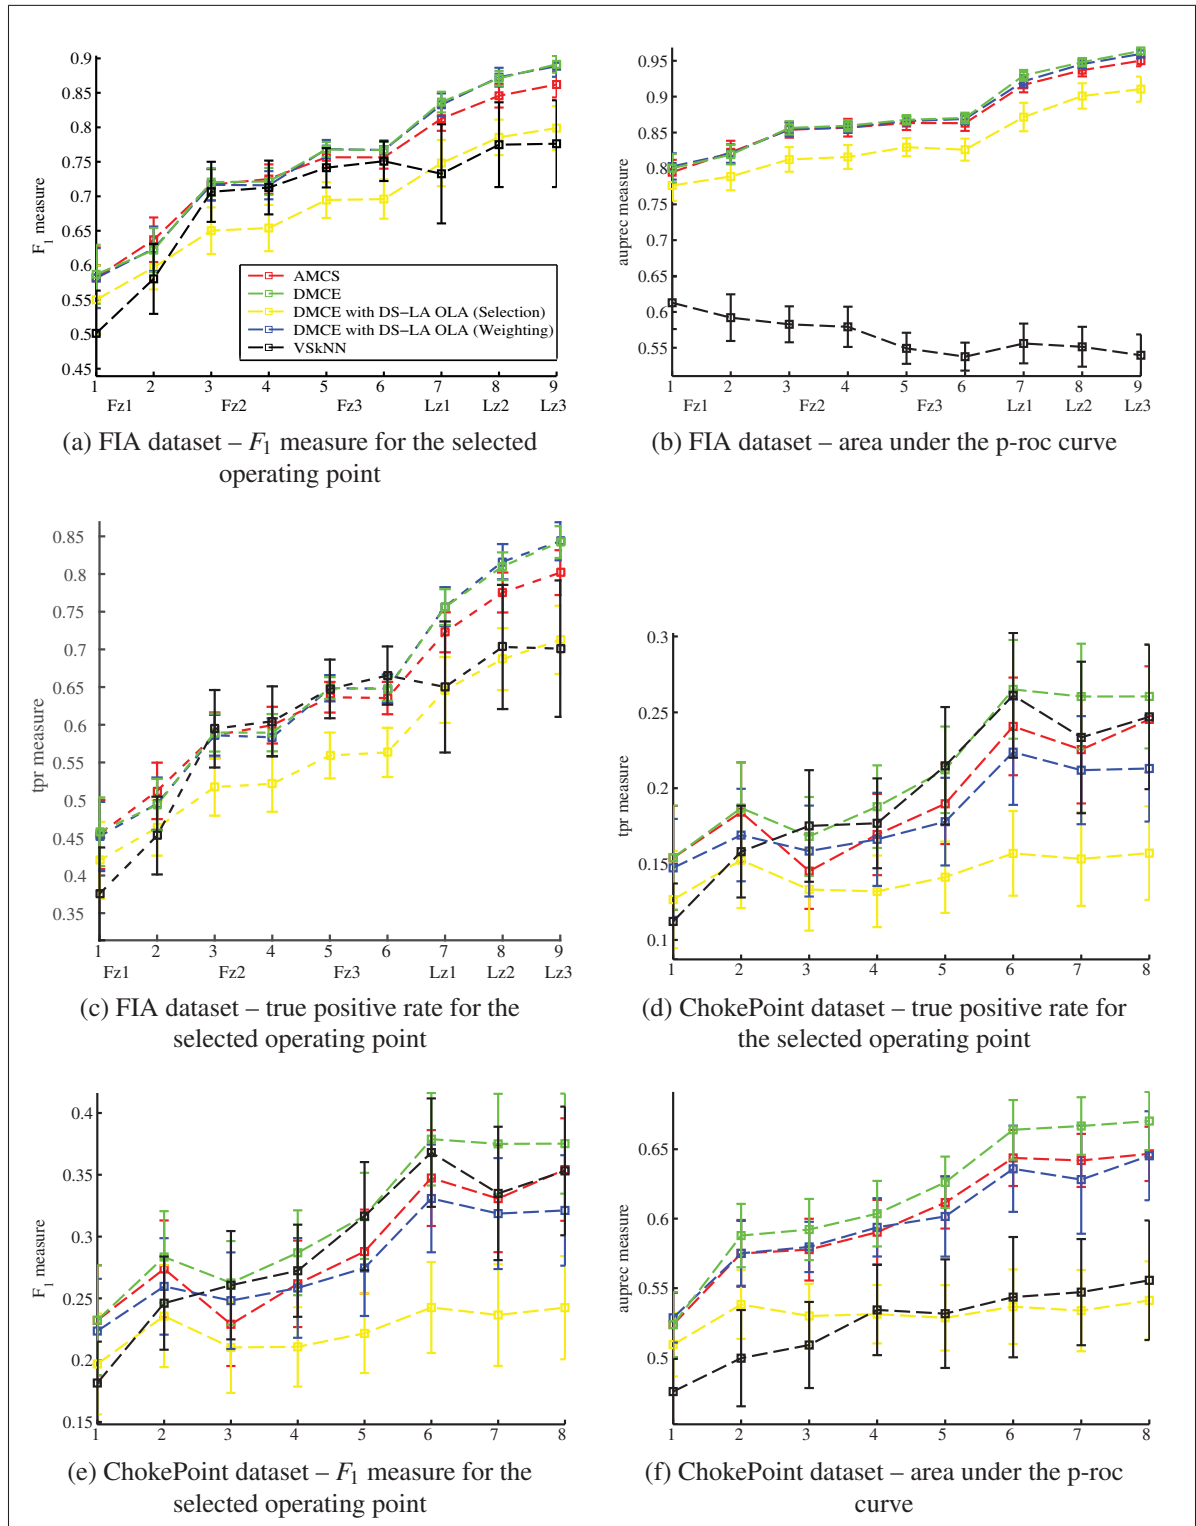 0.9
0.85
0.8
0.75
0.7
0.65
0.6
0.55
0.5
0.45
F1 measure
AMCS
DMCE
DMCE with DS-LA OLA (Selection)
DMCE with DS-LA OLA (Weighting)
VSkNN
1 2 3 4 5 6 7 8 9
Fz1 Fz2 Fz3 Lz1 Lz2 Lz3
(a) FIA dataset – F1 measure for the selected
operating point
0.95
0.9
0.85
0.8
0.75
0.7
0.65
0.6
0.55
auprec measure
1 2 3 4 5 6 7 8 9
Fz1 Fz2 Fz3 Lz1 Lz2 Lz3
(b) FIA dataset – area under the p-roc curve
0.85
0.8
0.75
0.7
0.65
0.6
0.55
0.5
0.45
0.4
0.35
tpr measure
1 2 3 4 5 6 7 8 9
Fz1 Fz2 Fz3 Lz1 Lz2 Lz3
(c) FIA dataset – true positive rate for the
selected operating point
0.3
0.25
0.2
0.15
0.1
tpr measure
1 2 3 4 5 6 7 8
(d) ChokePoint dataset – true positive rate for
the selected operating point
0.4
0.35
0.3
0.25
0.2
0.15
F1 measure
1 2 3 4 5 6 7 8
(e) ChokePoint dataset – F1 measure for the
selected operating point
0.65
0.6
0.55
0.5
auprec measure
1 2 3 4 5 6 7 8
(f) ChokePoint dataset – area under the p-roc
curve